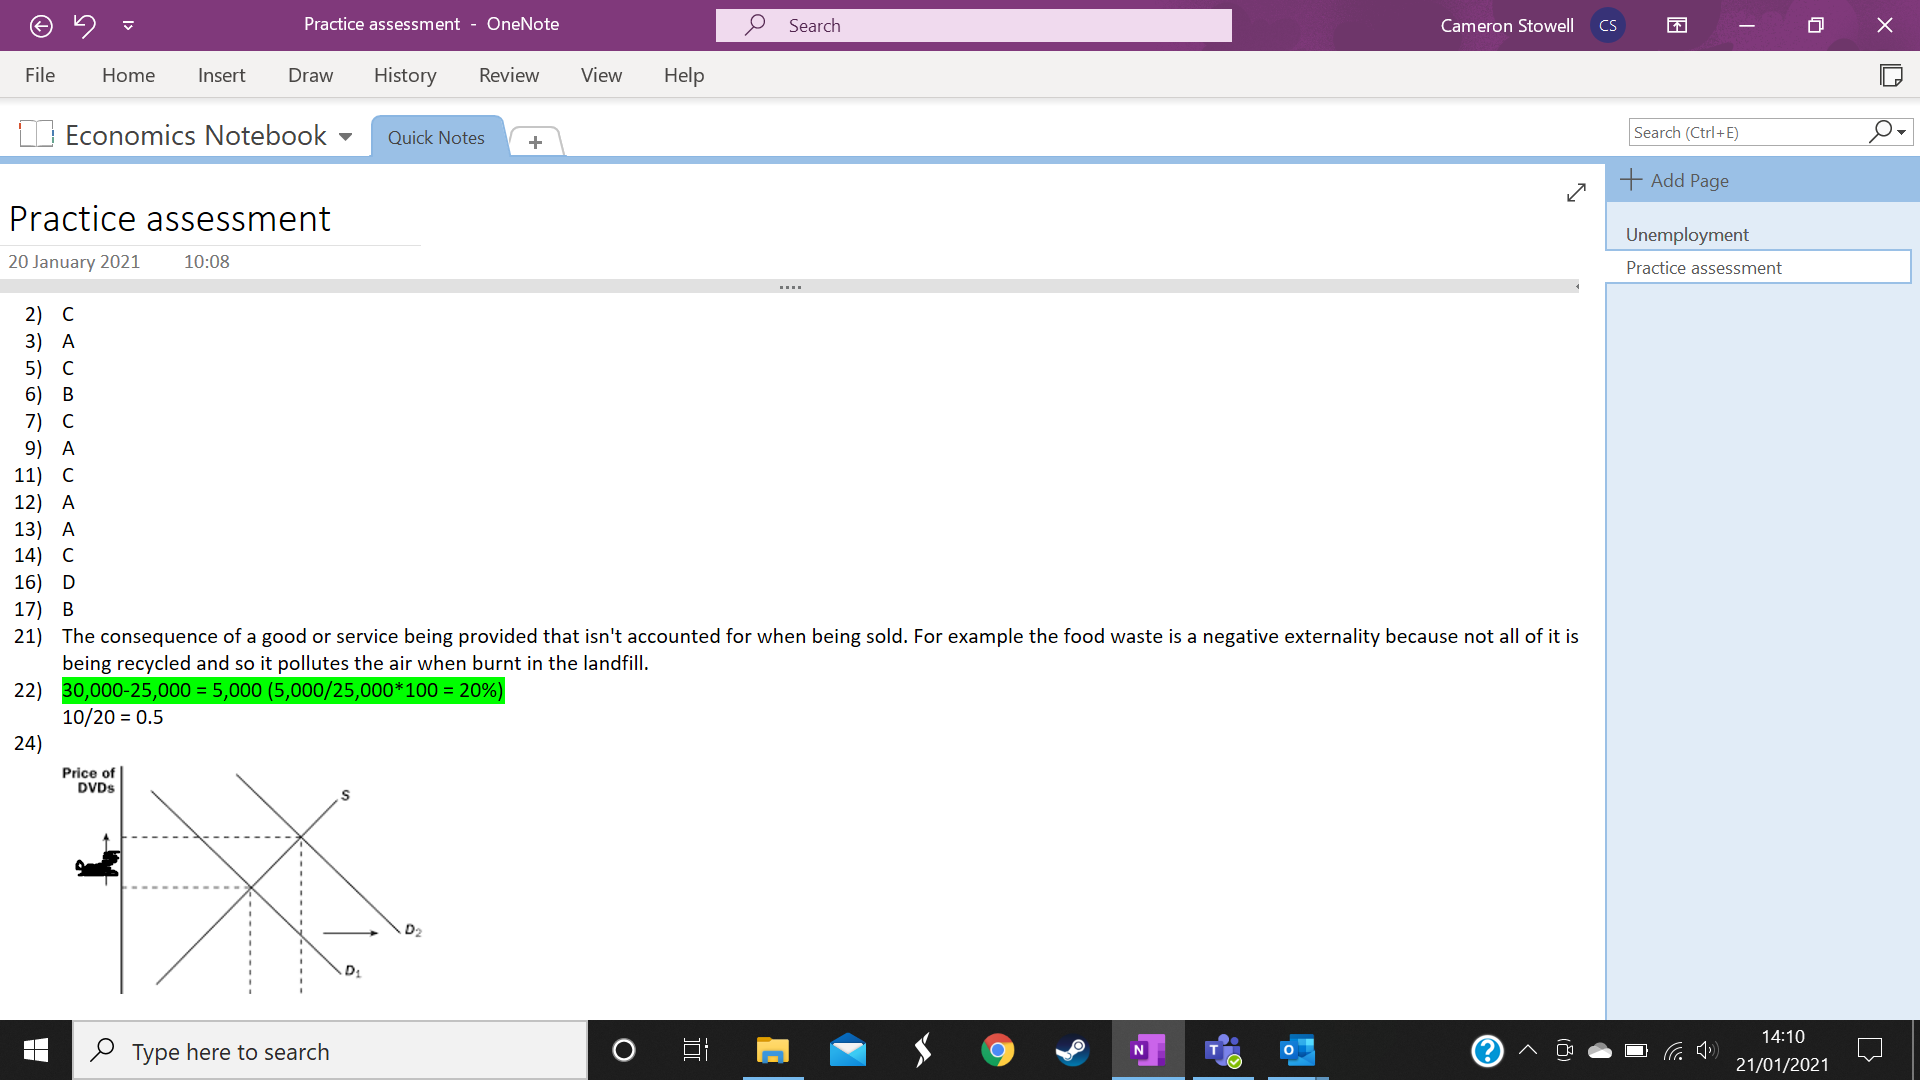 Practice assessment - OneNote
Search
Cameron Stowell
CS
File Home Insert Draw History Review View Help
Economics Notebook
Quick Notes
+
Search (Ctrl+E)
Add Page
Unemployment
Practice assessment
Practice assessment
20 January 2021 10:08
2) C
3) A
5) C
6) B
7) C
9) A
11) C
12) A
13) A
14) C
16) D
17) B
21) The consequence of a good or service being provided that isn't accounted for when being sold. For example the food waste is a negative externality because not all of it is
being recycled and so it pollutes the air when burnt in the landfill.
22) 30,000-25,000 = 5,000 (5,000/25,000*100 = 20%)
10/20 = 0.5
24)
Price of
DVDs
S
D₂
D₁
Type here to search
N
T
O
?
14:10
21/01/2021